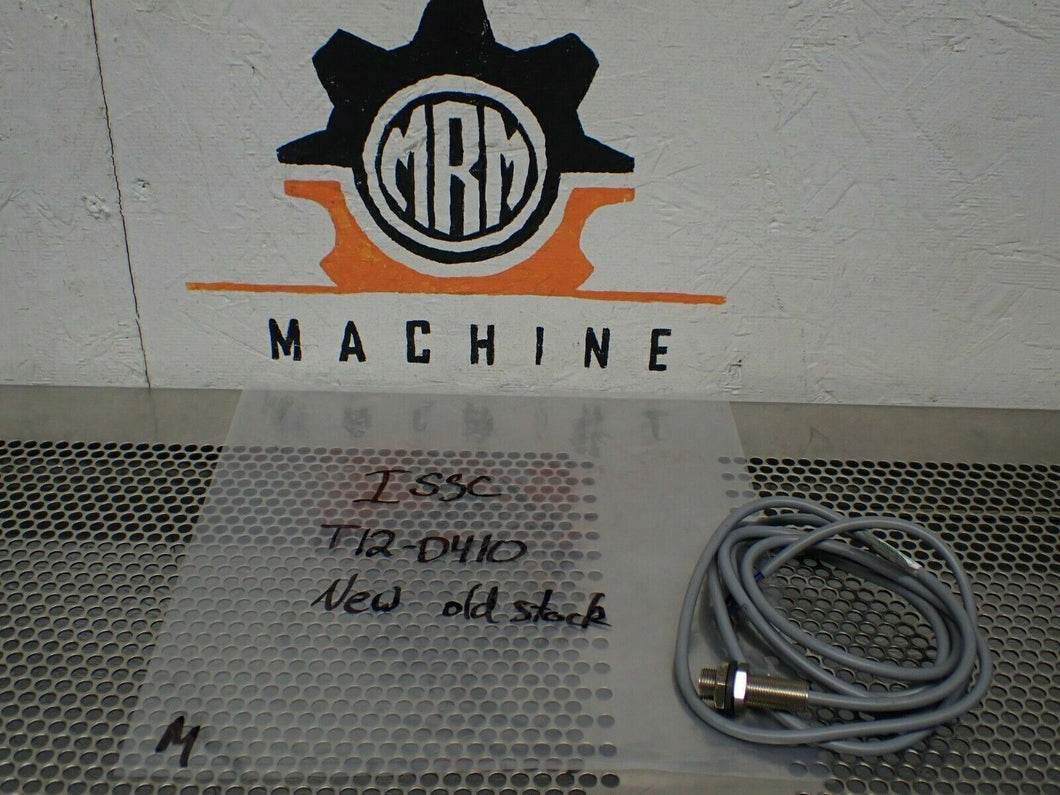 MRM
MACHINE
ISSC
T12-D410
New old stock
M